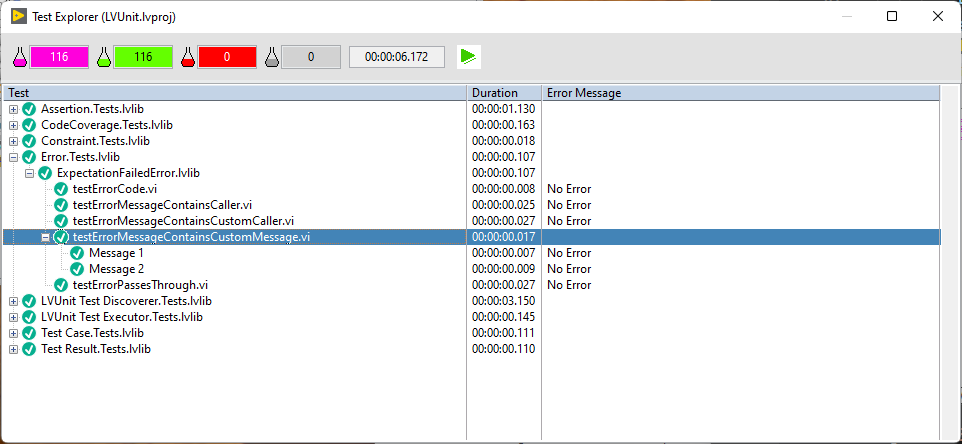 Test Explorer (LVUnit.lvproj)
116 116 0 0 00:00:06.172
Test Duration Error Message
Assertion.Tests.lvlib 00:00:01.130
CodeCoverage.Tests.lvlib 00:00:00.163
Constraint.Tests.lvlib 00:00:00.018
Error.Tests.lvlib 00:00:00.107
ExpectationFailedError.lvlib 00:00:00.107
testErrorCode.vi 00:00:00.008 No Error
testErrorMessageContainsCaller.vi 00:00:00.025 No Error
testErrorMessageContainsCustomCaller.vi 00:00:00.027 No Error
testErrorMessageContainsCustomMessage.vi 00:00:00.017
Message 1 00:00:00.007 No Error
Message 2 00:00:00.009 No Error
testErrorPassesThrough.vi 00:00:00.027 No Error
LVUnit Test Discoverer.Tests.lvlib 00:00:03.150
LVUnit Test Executor.Tests.lvlib 00:00:00.145
Test Case.Tests.lvlib 00:00:00.111
Test Result.Tests.lvlib 00:00:00.110